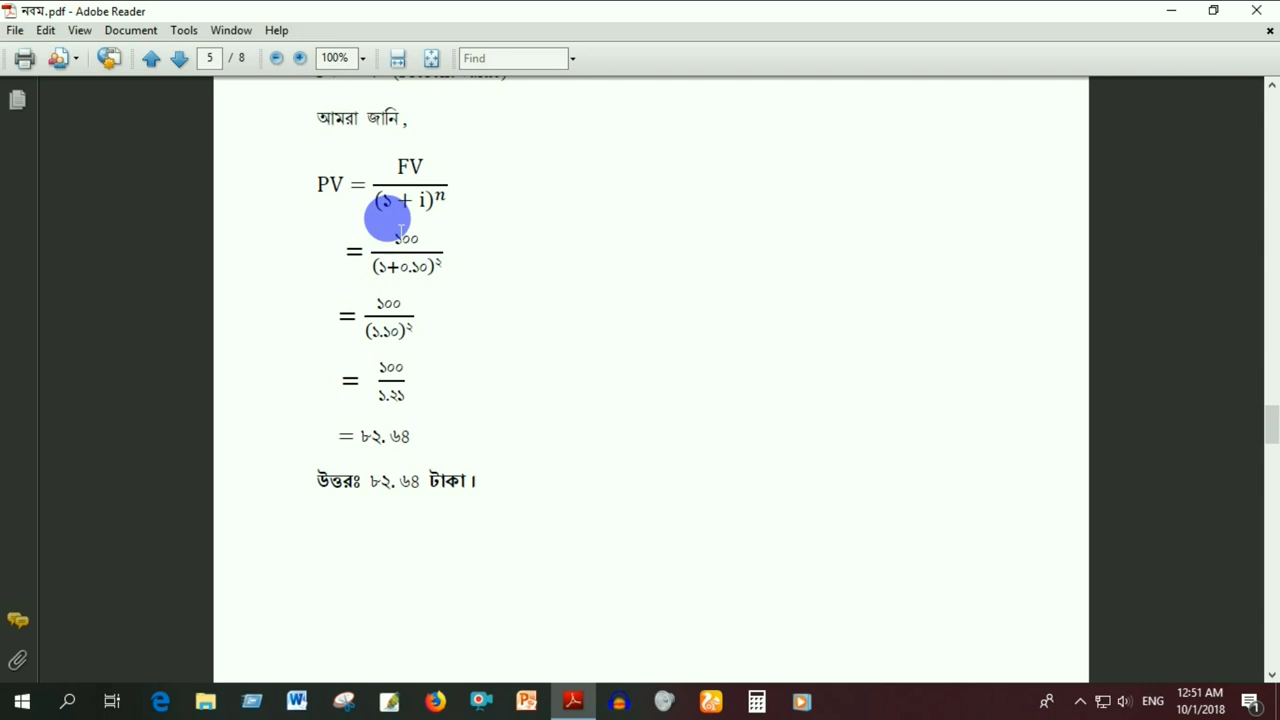 নবম.pdf - Adobe Reader
File Edit View Document Tools Window Help
5 / 8 100% Find
আমরা জানি,
PV = FV / (১ + i)^n
= ১০০ / (১+০.১০)^২
= ১০০ / (১.১০)^২
= ১০০ / ১.২১
= ৮২.৬৪
উত্তরঃ ৮২.৬৪ টাকা।
ENG
12:51 AM
10/1/2018